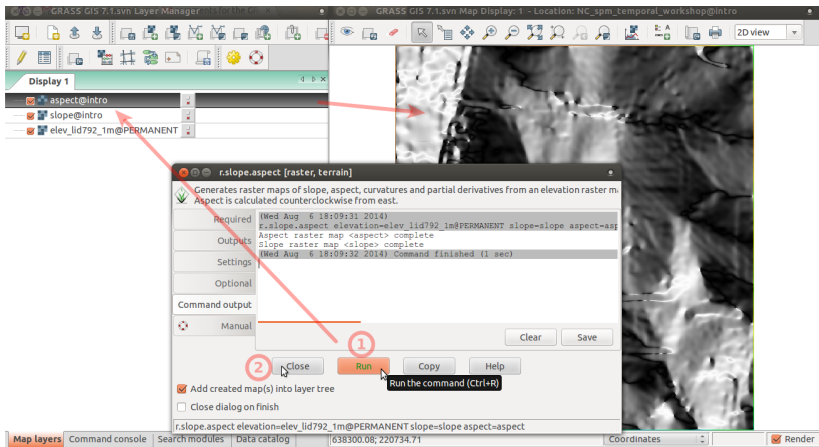 GRASS GIS 7.1.svn Layer Manager
GRASS GIS 7.1.svn Map Display: 1 - Location: NC_spm_temporal_workshop@intro
2D view
Display 1
aspect@intro
slope@intro
elev_lid792_1m@PERMANENT
r.slope.aspect [raster, terrain]
Generates raster maps of slope, aspect, curvatures and partial derivatives from an elevation raster m
Aspect is calculated counterclockwise from east.
Required
Outputs
Settings
Optional
Command output
Manual
(Wed Aug 6 18:09:31 2014)
r.slope.aspect elevation=elev_lid792_1m@PERMANENT slope=slope aspect=asp
Aspect raster map <aspect> complete
Slope raster map <slope> complete
(Wed Aug 6 18:09:32 2014) Command finished (1 sec)
Clear
Save
1
2
Close
Run
Copy
Help
Run the command (Ctrl+R)
Add created map(s) into layer tree
Close dialog on finish
r.slope.aspect elevation=elev_lid792_1m@PERMANENT slope=slope aspect=aspect
Map layers
Command console
Search modules
Data catalog
638300.08; 220734.71
Coordinates
Render